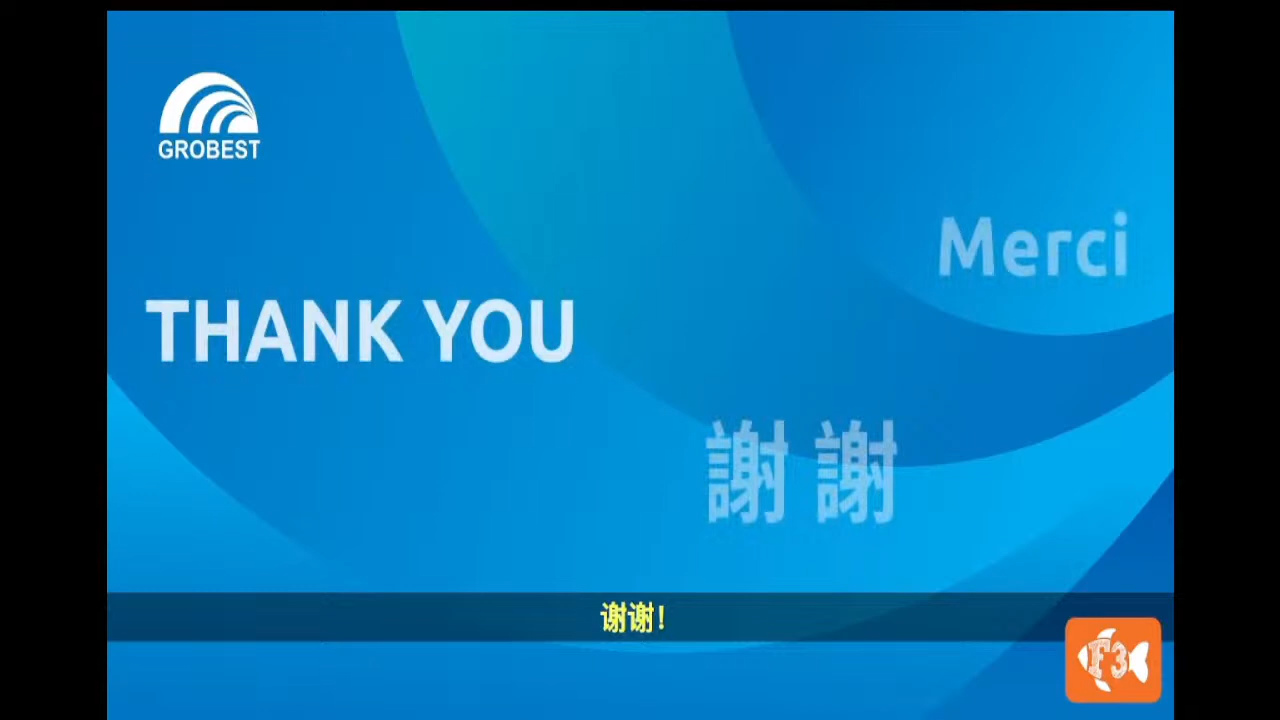 GROBEST
Merci
THANK YOU
謝謝
谢谢!
F3